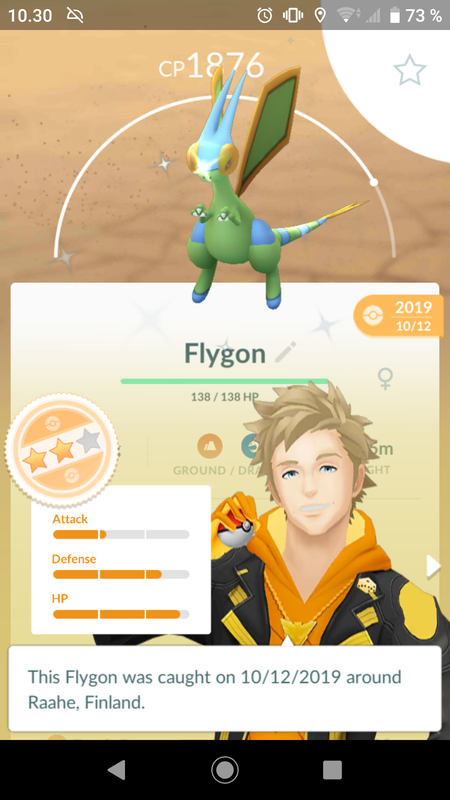 10.30
73 %
CP1876
2019
10/12
Flygon
138 / 138 HP
GROUND / DRA
GHT
Attack
Defense
HP
This Flygon was caught on 10/12/2019 around
Raahe, Finland.